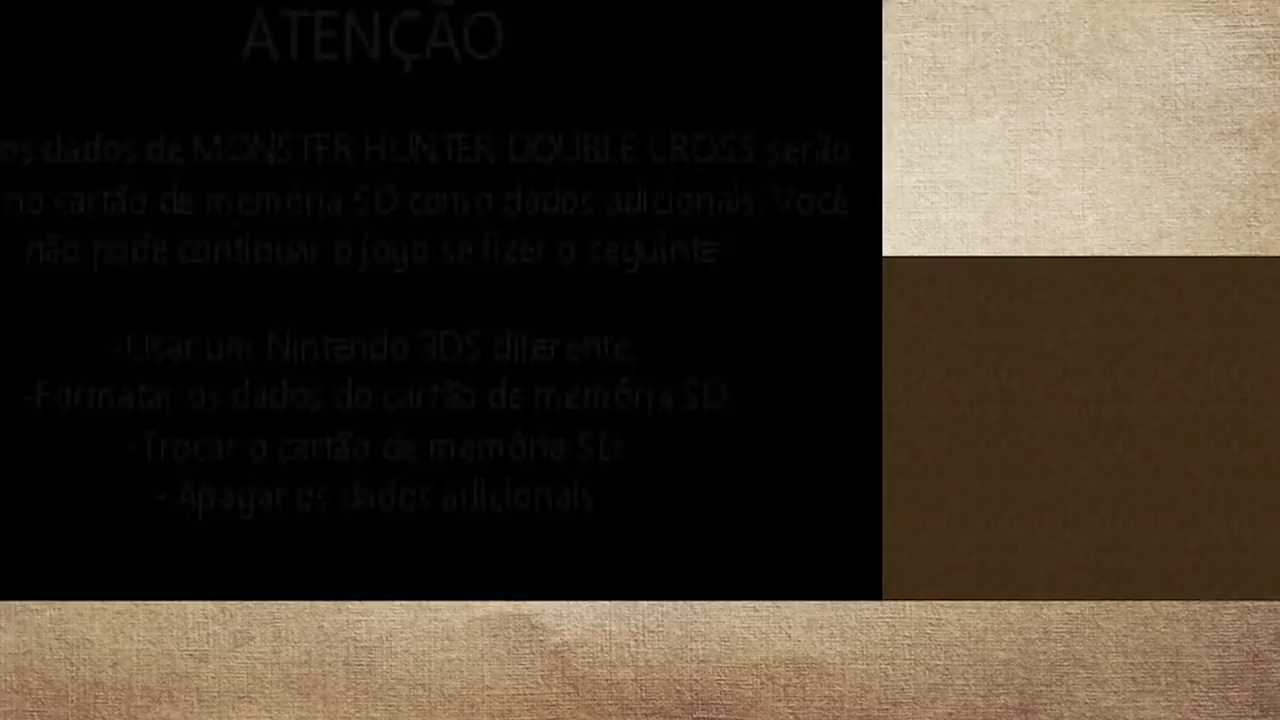 ATENÇÃO
os dados de MONSTER HUNTER DOUBLE CROSS serão
no cartão de memória SD como dados adicionais. Você
não pode continuar o jogo se fizer o seguinte:
-Usar um Nintendo 3DS diferente.
-Formatar os dados do cartão de memória SD.
-Trocar o cartão de memória SD.
- Apagar os dados adicionais.